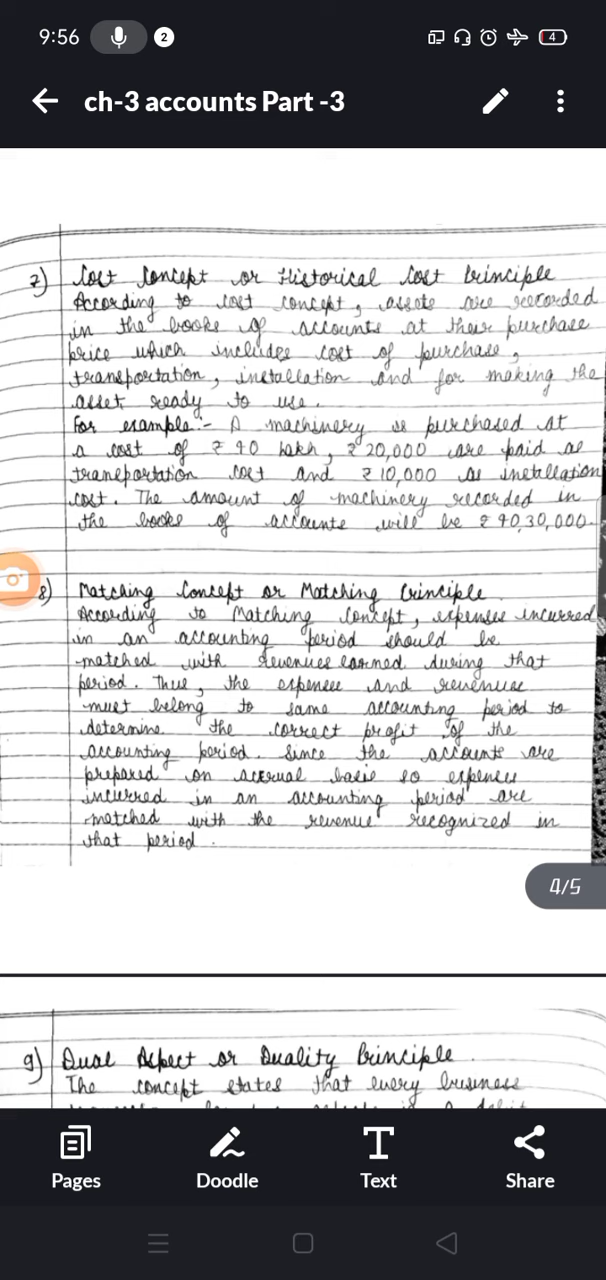 9:56
2
4
ch-3 accounts Part -3
7) Cost Concept or Historical Cost Principle
According to cost concept, assets are recorded
in the books of accounts at their purchase
price which includes cost of purchase,
transportation, installation and for making the
asset ready to use.
For example:- A machinery is purchased at
a cost of ₹ 40 lakh, ₹ 20,000 are paid as
transportation cost and ₹ 10,000 as instillation
cost. The amount of machinery recorded in
the books of accounts will be ₹ 40,30,000.
8) Matching Concept or Matching Principle
According to Matching Concept, expenses incurred
in an accounting period should be
matched with Revenues earned during that
period. Thus, the expenses and revenues
must belong to same accounting period to
determine the correct profit of the
accounting period. Since the accounts are
prepared on accrual basis so expenses
incurred in an accounting period are
matched with the revenue recognized in
that period.
4/5
9) Dual Aspect or Duality Principle
The concept states that every business
Pages
Doodle
Text
Share